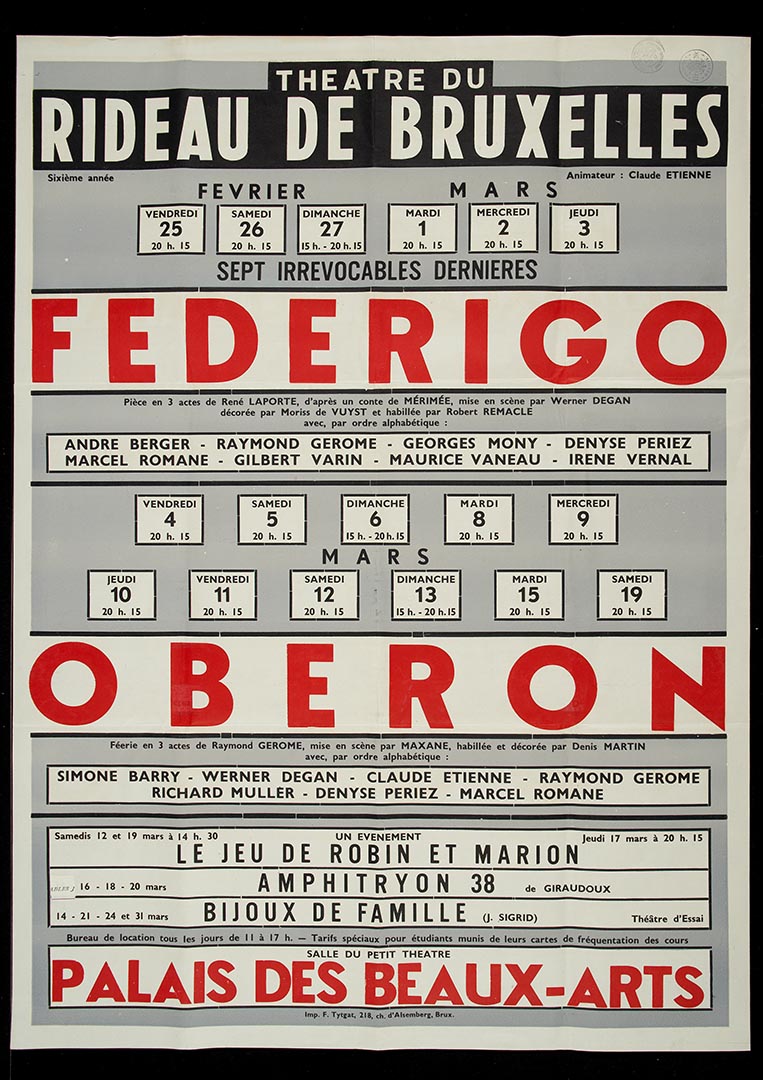 THEATRE DU
RIDEAU DE BRUXELLES
Sixième année
Animateur : Claude ETIENNE
FEVRIER MARS
VENDREDI 25 20 h. 15
SAMEDI 26 20 h. 15
DIMANCHE 27 15 h. - 20 h. 15
MARDI 1 20 h. 15
MERCREDI 2 20 h. 15
JEUDI 3 20 h. 15
SEPT IRREVOCABLES DERNIERES
FEDERIGO
Pièce en 3 actes de René LAPORTE, d'après un conte de MÉRIMÉE, mise en scène par Werner DEGAN
décorée par Moriss de VUYST et habillée par Robert REMACLE
avec, par ordre alphabétique :
ANDRE BERGER - RAYMOND GEROME - GEORGES MONY - DENYSE PERIEZ
MARCEL ROMANE - GILBERT VARIN - MAURICE VANEAU - IRENE VERNAL
VENDREDI 4 20 h. 15
SAMEDI 5 20 h. 15
DIMANCHE 6 15 h. - 20 h. 15
MARDI 8 20 h. 15
MERCREDI 9 20 h. 15
MARS
JEUDI 10 20 h. 15
VENDREDI 11 20 h. 15
SAMEDI 12 20 h. 15
DIMANCHE 13 15 h. - 20 h. 15
MARDI 15 20 h. 15
SAMEDI 19 20 h. 15
OBERON
Féerie en 3 actes de Raymond GEROME, mise en scène par MAXANE, habillée et décorée par Denis MARTIN
avec, par ordre alphabétique :
SIMONE BARRY - WERNER DEGAN - CLAUDE ETIENNE - RAYMOND GEROME
RICHARD MULLER - DENYSE PERIEZ - MARCEL ROMANE
Samedis 12 et 19 mars à 14 h. 30 UN EVENEMENT Jeudi 17 mars à 20 h. 15
LE JEU DE ROBIN ET MARION
16 - 18 - 20 mars AMPHITRYON 38 de GIRAUDOUX
14 - 21 - 24 et 31 mars BIJOUX DE FAMILLE (J. SIGRID) Théâtre d'Essai
Bureau de location tous les jours de 11 à 17 h. — Tarifs spéciaux pour étudiants munis de leurs cartes de fréquentation des cours
SALLE DU PETIT THEATRE
PALAIS DES BEAUX-ARTS
Imp. F. Tytgat, 218, ch. d'Alsemberg, Brux.